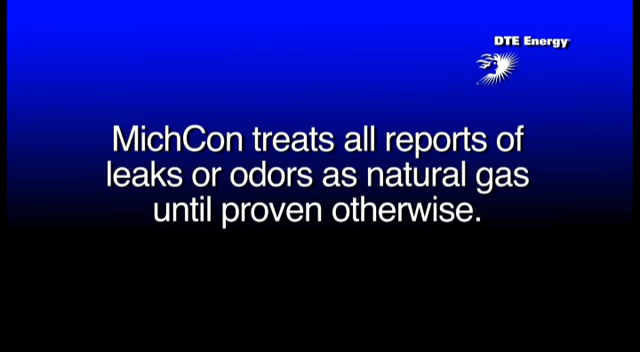 DTE Energy
MichCon treats all reports of
leaks or odors as natural gas
until proven otherwise.